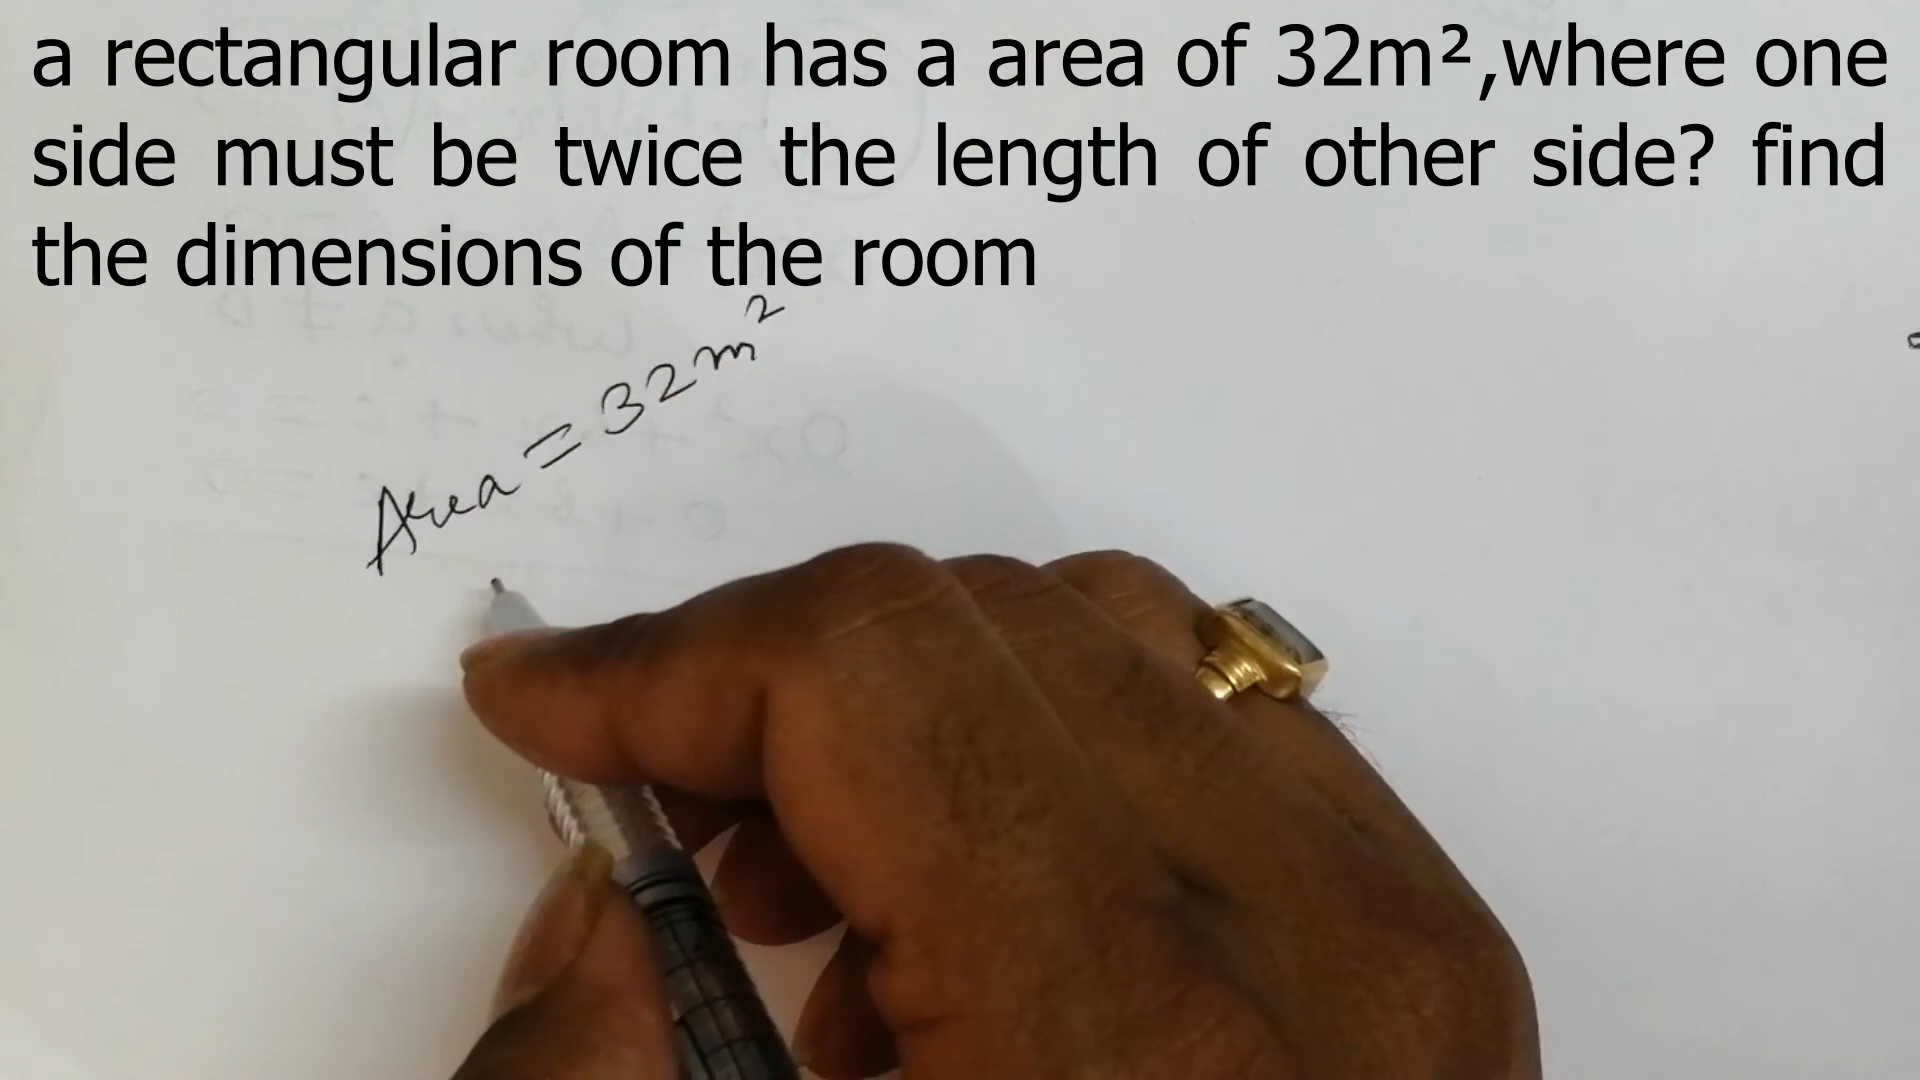 a rectangular room has a area of 32m²,where one
side must be twice the length of other side? find
the dimensions of the room
Area = 32m²